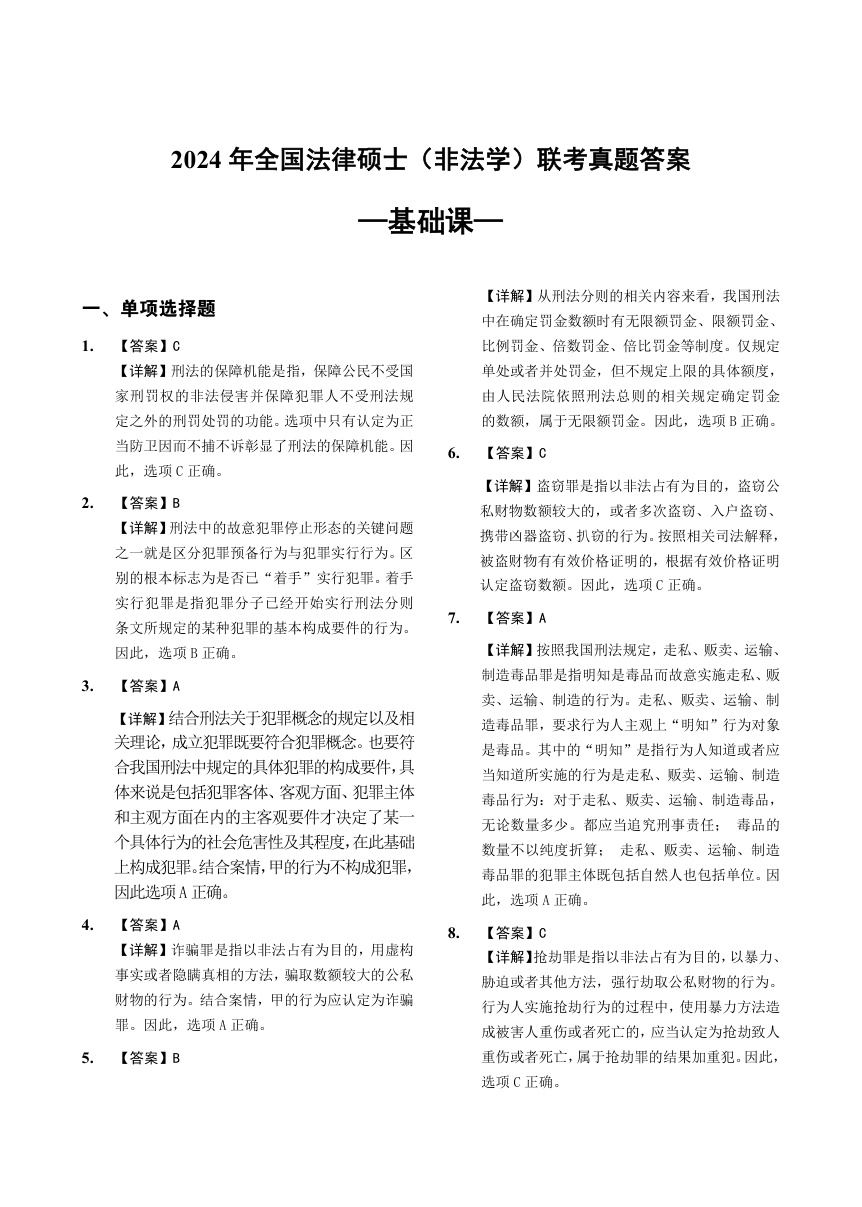 2024 年全国法律硕士（非法学）联考真题答案
—基础课—
一、单项选择题
1. 【答案】C
【详解】刑法的保障机能是指，保障公民不受国
家刑罚权的非法侵害并保障犯罪人不受刑法规
定之外的刑罚处罚的功能。选项中只有认定为正
当防卫因而不捕不诉彰显了刑法的保障机能。因
此，选项 C 正确。
2. 【答案】B
【详解】刑法中的故意犯罪停止形态的关键问题
之一就是区分犯罪预备行为与犯罪实行行为。区
别的根本标志为是否已“着手”实行犯罪。着手
实行犯罪是指犯罪分子已经开始实行刑法分则
条文所规定的某种犯罪的基本构成要件的行为。
因此，选项 B 正确。
3. 【答案】A
【详解】结合刑法关于犯罪概念的规定以及相
关理论，成立犯罪既要符合犯罪概念。也要符
合我国刑法中规定的具体犯罪的构成要件，具
体来说是包括犯罪客体、客观方面、犯罪主体
和主观方面在内的主客观要件才决定了某一
个具体行为的社会危害性及其程度，在此基础
上构成犯罪。结合案情，甲的行为不构成犯罪，
因此选项 A 正确。
4. 【答案】A
【详解】诈骗罪是指以非法占有为目的，用虚构
事实或者隐瞒真相的方法，骗取数额较大的公私
财物的行为。结合案情，甲的行为应认定为诈骗
罪。因此，选项 A 正确。
5. 【答案】B
【详解】从刑法分则的相关内容来看，我国刑法
中在确定罚金数额时有无限额罚金、限额罚金、
比例罚金、倍数罚金、倍比罚金等制度。仅规定
单处或者并处罚金，但不规定上限的具体额度，
由人民法院依照刑法总则的相关规定确定罚金
的数额，属于无限额罚金。因此，选项 B 正确。
6. 【答案】C
【详解】盗窃罪是指以非法占有为目的，盗窃公
私财物数额较大的，或者多次盗窃、入户盗窃、
携带凶器盗窃、扒窃的行为。按照相关司法解释，
被盗财物有有效价格证明的，根据有效价格证明
认定盗窃数额。因此，选项 C 正确。
7. 【答案】A
【详解】按照我国刑法规定，走私、贩卖、运输、
制造毒品罪是指明知是毒品而故意实施走私、贩
卖、运输、制造的行为。走私、贩卖、运输、制
造毒品罪，要求行为人主观上“明知”行为对象
是毒品。其中的“明知”是指行为人知道或者应
当知道所实施的行为是走私、贩卖、运输、制造
毒品行为：对于走私、贩卖、运输、制造毒品，
无论数量多少。都应当追究刑事责任； 毒品的
数量不以纯度折算； 走私、贩卖、运输、制造
毒品罪的犯罪主体既包括自然人也包括单位。因
此，选项 A 正确。
8. 【答案】C
【详解】抢劫罪是指以非法占有为目的，以暴力、
胁迫或者其他方法，强行劫取公私财物的行为。
行为人实施抢劫行为的过程中，使用暴力方法造
成被害人重伤或者死亡的，应当认定为抢劫致人
重伤或者死亡，属于抢劫罪的结果加重犯。因此，
选项 C 正确。